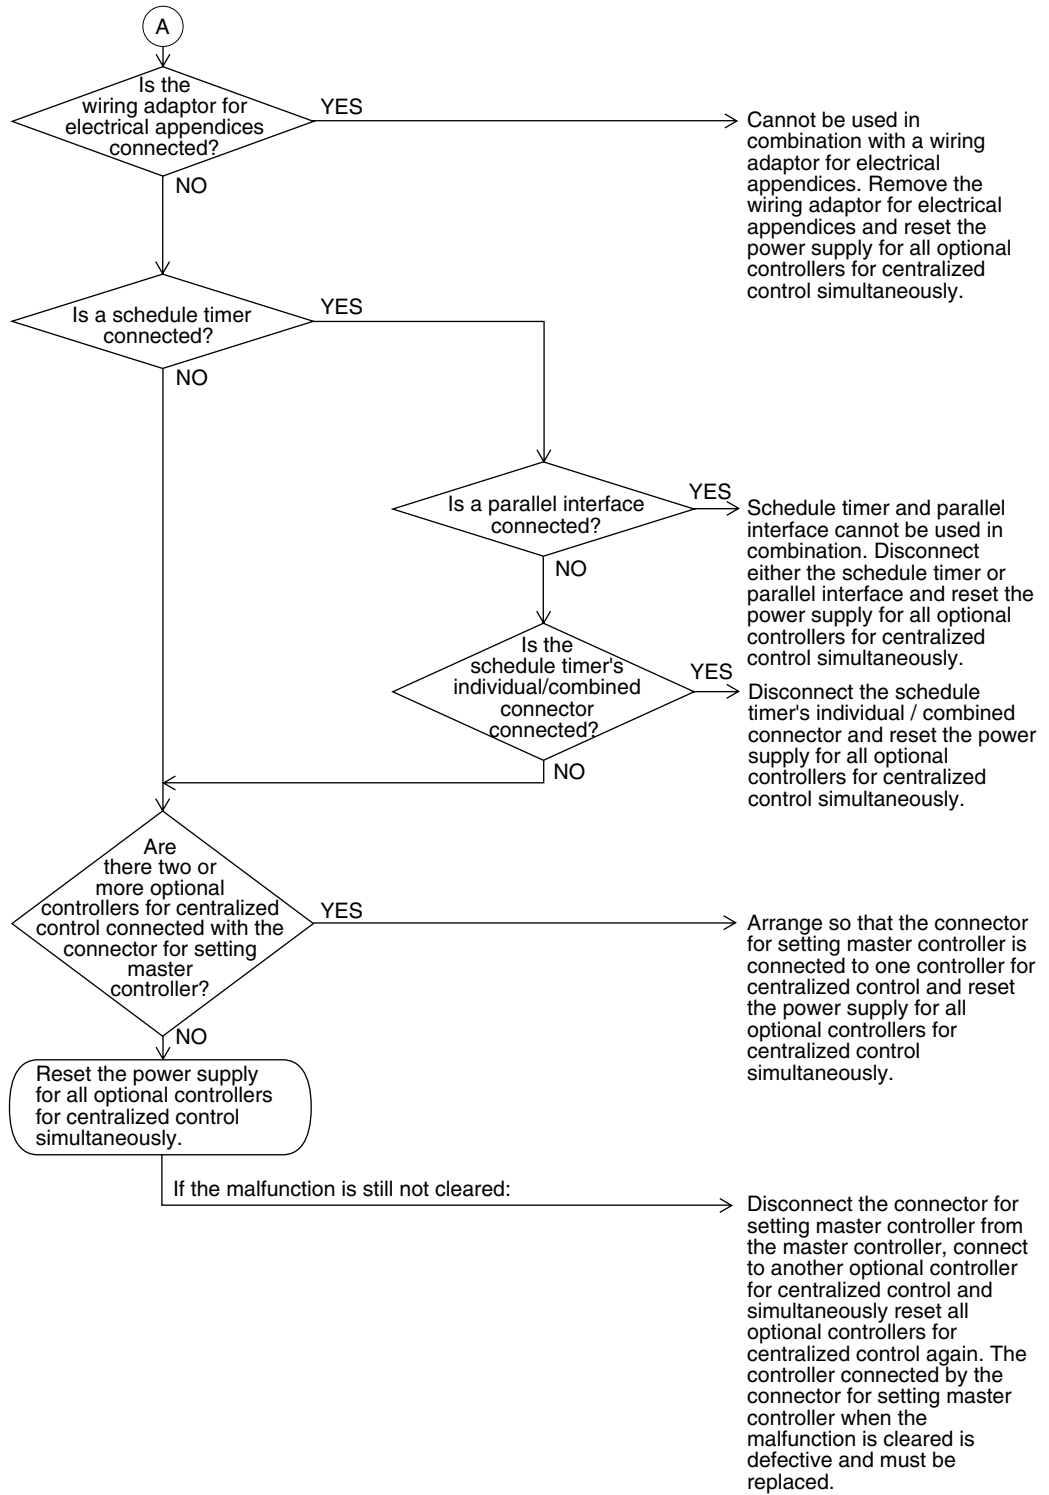 A
Is the
wiring adaptor for
electrical appendices
connected?
YES
NO
Cannot be used in
combination with a wiring
adaptor for electrical
appendices. Remove the
wiring adaptor for electrical
appendices and reset the
power supply for all optional
controllers for centralized
control simultaneously.
Is a schedule timer
connected?
YES
NO
Is a parallel interface
connected?
YES
NO
Schedule timer and parallel
interface cannot be used in
combination. Disconnect
either the schedule timer or
parallel interface and reset the
power supply for all optional
controllers for centralized
control simultaneously.
Is the
schedule timer's
individual/combined
connector
connected?
YES
NO
Disconnect the schedule
timer's individual / combined
connector and reset the power
supply for all optional
controllers for centralized
control simultaneously.
Are
there two or
more optional
controllers for centralized
control connected with the
connector for setting
master
controller?
YES
NO
Arrange so that the connector
for setting master controller is
connected to one controller for
centralized control and reset
the power supply for all
optional controllers for
centralized control
simultaneously.
Reset the power supply
for all optional controllers
for centralized control
simultaneously.
If the malfunction is still not cleared:
Disconnect the connector for
setting master controller from
the master controller, connect
to another optional controller
for centralized control and
simultaneously reset all
optional controllers for
centralized control again. The
controller connected by the
connector for setting master
controller when the
malfunction is cleared is
defective and must be
replaced.